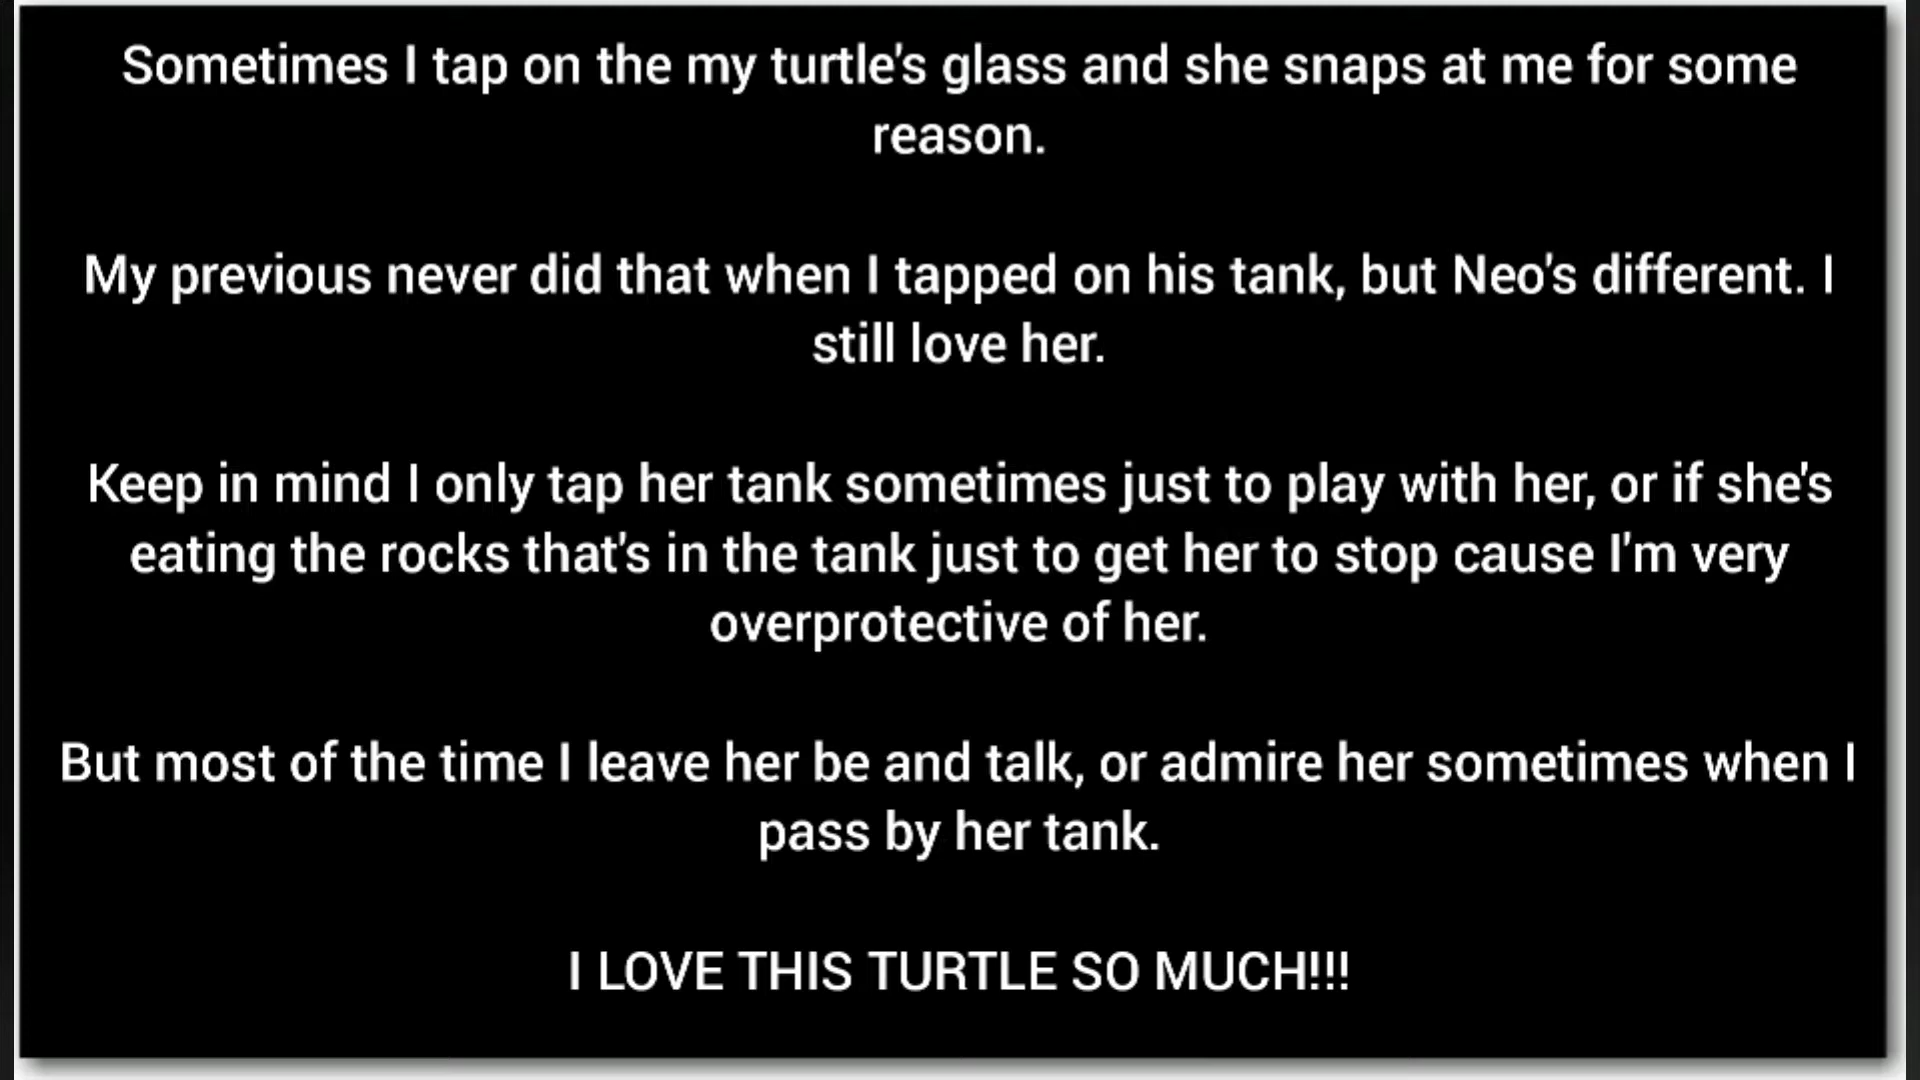 Sometimes I tap on the my turtle's glass and she snaps at me for some
reason.
My previous never did that when I tapped on his tank, but Neo's different. I
still love her.
Keep in mind I only tap her tank sometimes just to play with her, or if she's
eating the rocks that's in the tank just to get her to stop cause I'm very
overprotective of her.
But most of the time I leave her be and talk, or admire her sometimes when I
pass by her tank.
I LOVE THIS TURTLE SO MUCH!!!